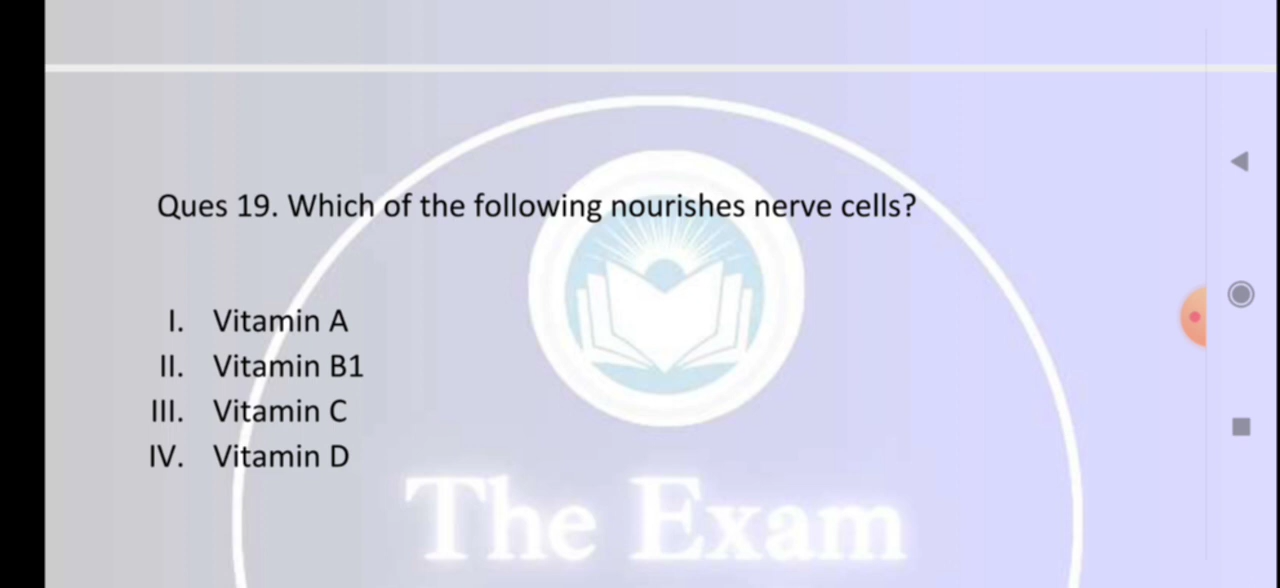 Ques 19. Which of the following nourishes nerve cells?
I. Vitamin A
II. Vitamin B1
III. Vitamin C
IV. Vitamin D
The Exam